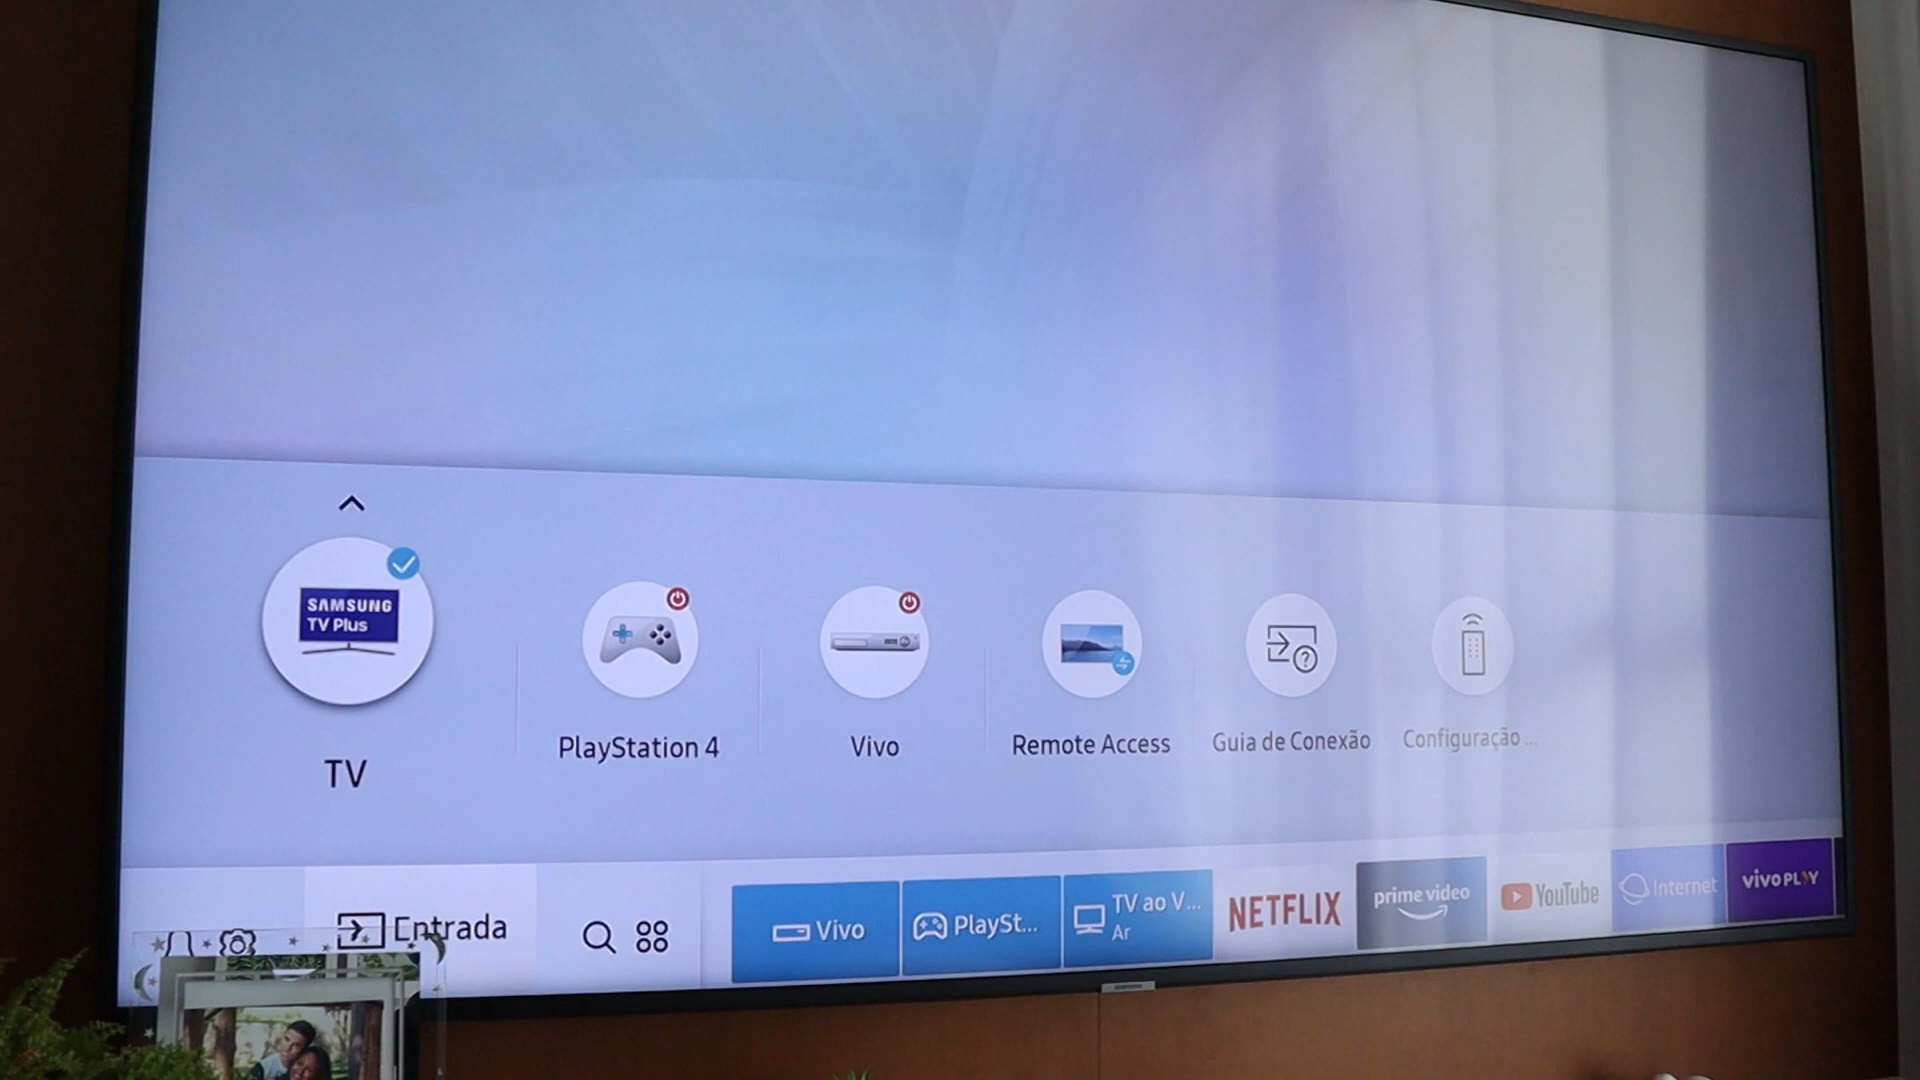 SAMSUNG
TV Plus
TV
PlayStation 4
Vivo
Remote Access
Guia de Conexão
Configuração ...
Entrada
Vivo
PlaySt...
TV ao V...
Ar
NETFLIX
prime video
YouTube
Internet
vivo PLAY
SAMSUNG